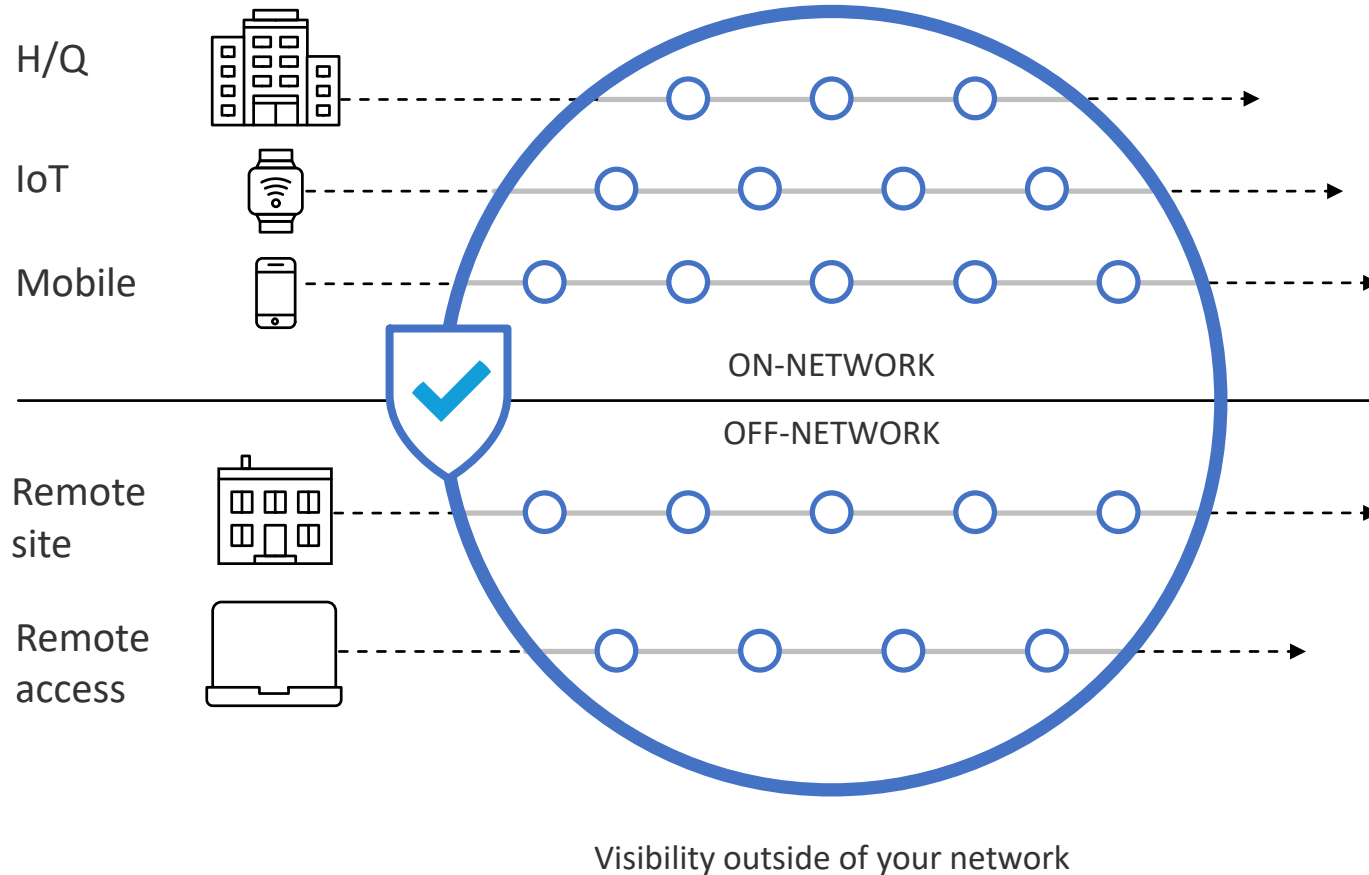 H/Q
IoT
Mobile
ON-NETWORK
OFF-NETWORK
Remote
site
Remote
access
Visibility outside of your network